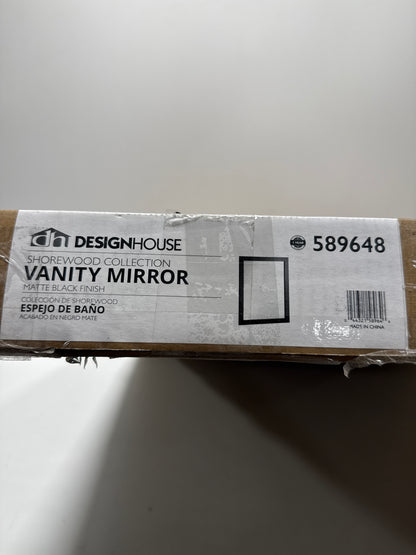 dh DESIGNHOUSE
SHOREWOOD COLLECTION
VANITY MIRROR
MATTE BLACK FINISH
COLECCIÓN DE SHOREWOOD
ESPEJO DE BAÑO
ACABADO EN NEGRO MATE
589648
MADE IN CHINA